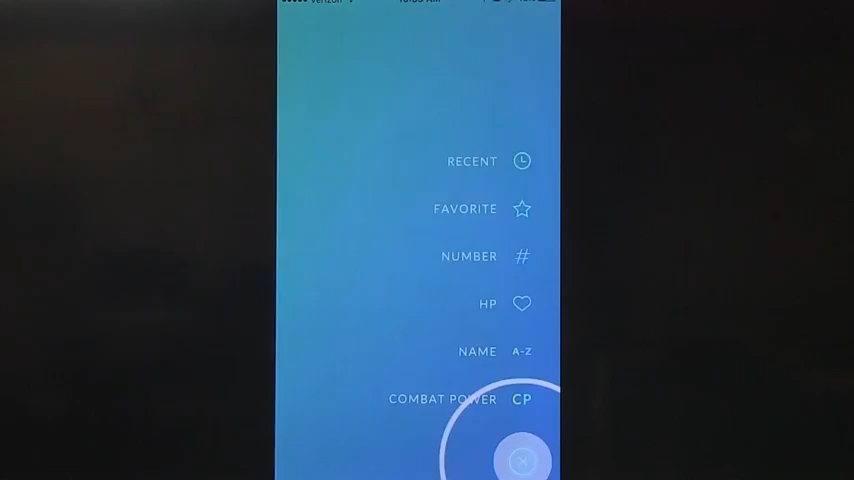 RECENT
FAVORITE
NUMBER #
HP
NAME A-Z
COMBAT POWER CP